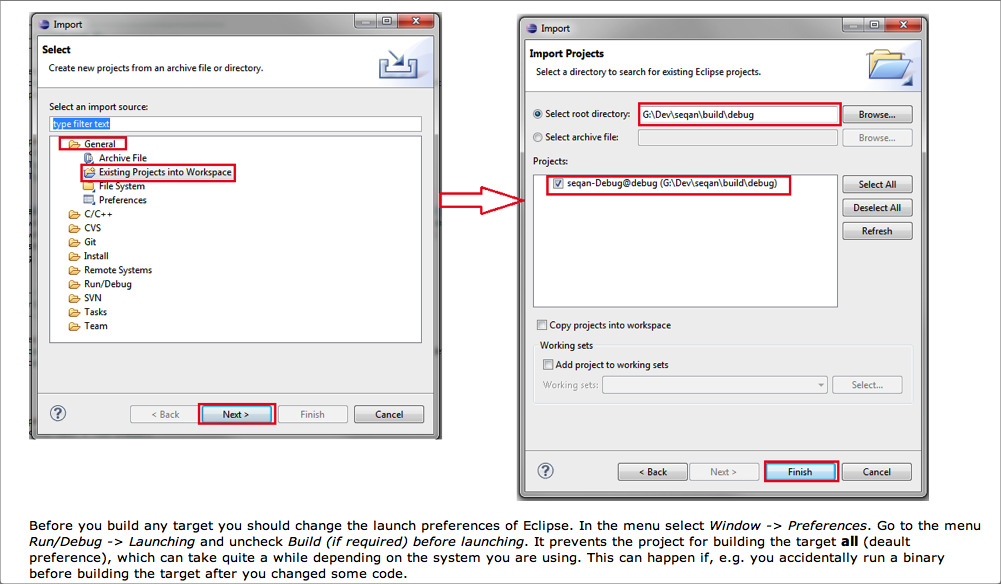 Import
Select
Create new projects from an archive file or directory.
Select an import source:
type filter text
General
Archive File
Existing Projects into Workspace
File System
Preferences
C/C++
CVS
Git
Install
Remote Systems
Run/Debug
SVN
Tasks
Team
?
< Back
Next >
Finish
Cancel
Import
Import Projects
Select a directory to search for existing Eclipse projects.
Select root directory:
G:\Dev\seqan\build\debug
Browse...
Select archive file:
Browse...
Projects:
seqan-Debug@debug (G:\Dev\seqan\build\debug)
Select All
Deselect All
Refresh
Copy projects into workspace
Working sets
Add project to working sets
Working sets:
Select...
?
< Back
Next >
Finish
Cancel
Before you build any target you should change the launch preferences of Eclipse. In the menu select Window -> Preferences. Go to the menu
Run/Debug -> Launching and uncheck Build (if required) before launching. It prevents the project for building the target all (deault
preference), which can take quite a while depending on the system you are using. This can happen if, e.g. you accidentally run a binary
before building the target after you changed some code.